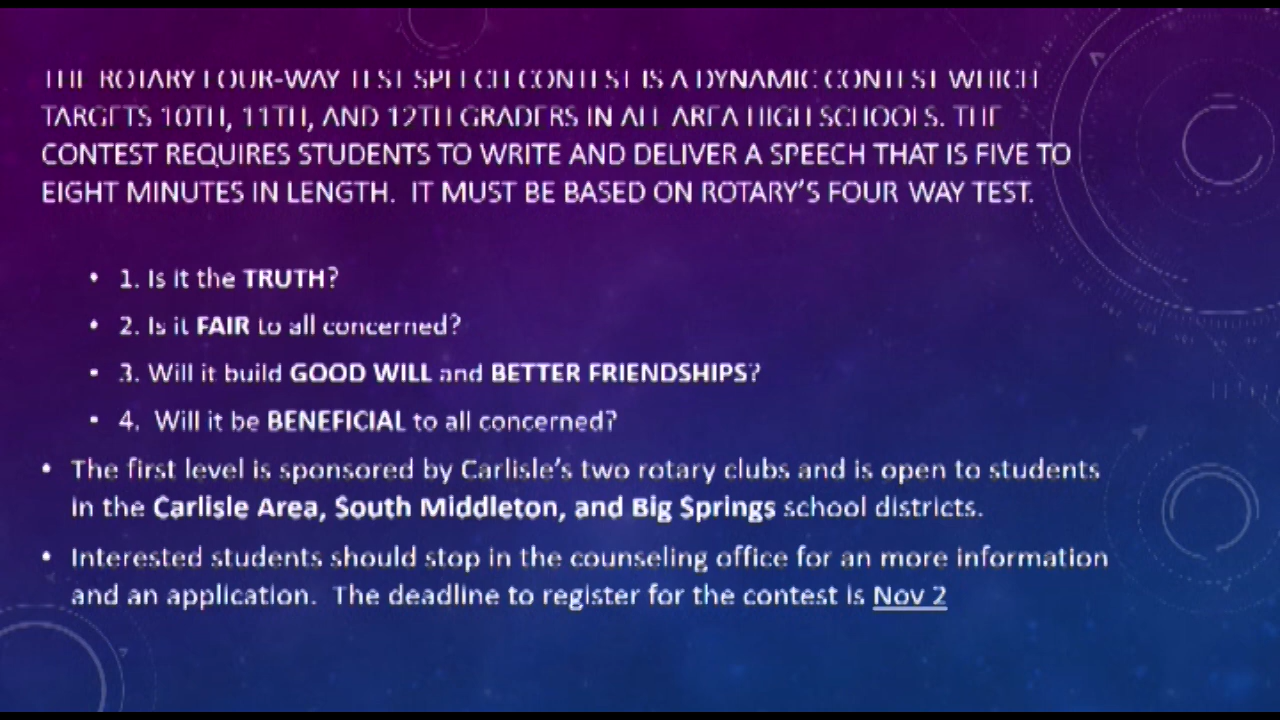 THE ROTARY FOUR-WAY TEST SPEECH CONTEST IS A DYNAMIC CONTEST WHICH
TARGETS 10TH, 11TH, AND 12TH GRADERS IN ALL AREA HIGH SCHOOLS. THE
CONTEST REQUIRES STUDENTS TO WRITE AND DELIVER A SPEECH THAT IS FIVE TO
EIGHT MINUTES IN LENGTH. IT MUST BE BASED ON ROTARY'S FOUR WAY TEST.
• 1. Is it the TRUTH?
• 2. Is it FAIR to all concerned?
• 3. Will it build GOOD WILL and BETTER FRIENDSHIPS?
• 4. Will it be BENEFICIAL to all concerned?
• The first level is sponsored by Carlisle's two rotary clubs and is open to students
in the Carlisle Area, South Middleton, and Big Springs school districts.
• Interested students should stop in the counseling office for an more information
and an application. The deadline to register for the contest is Nov 2